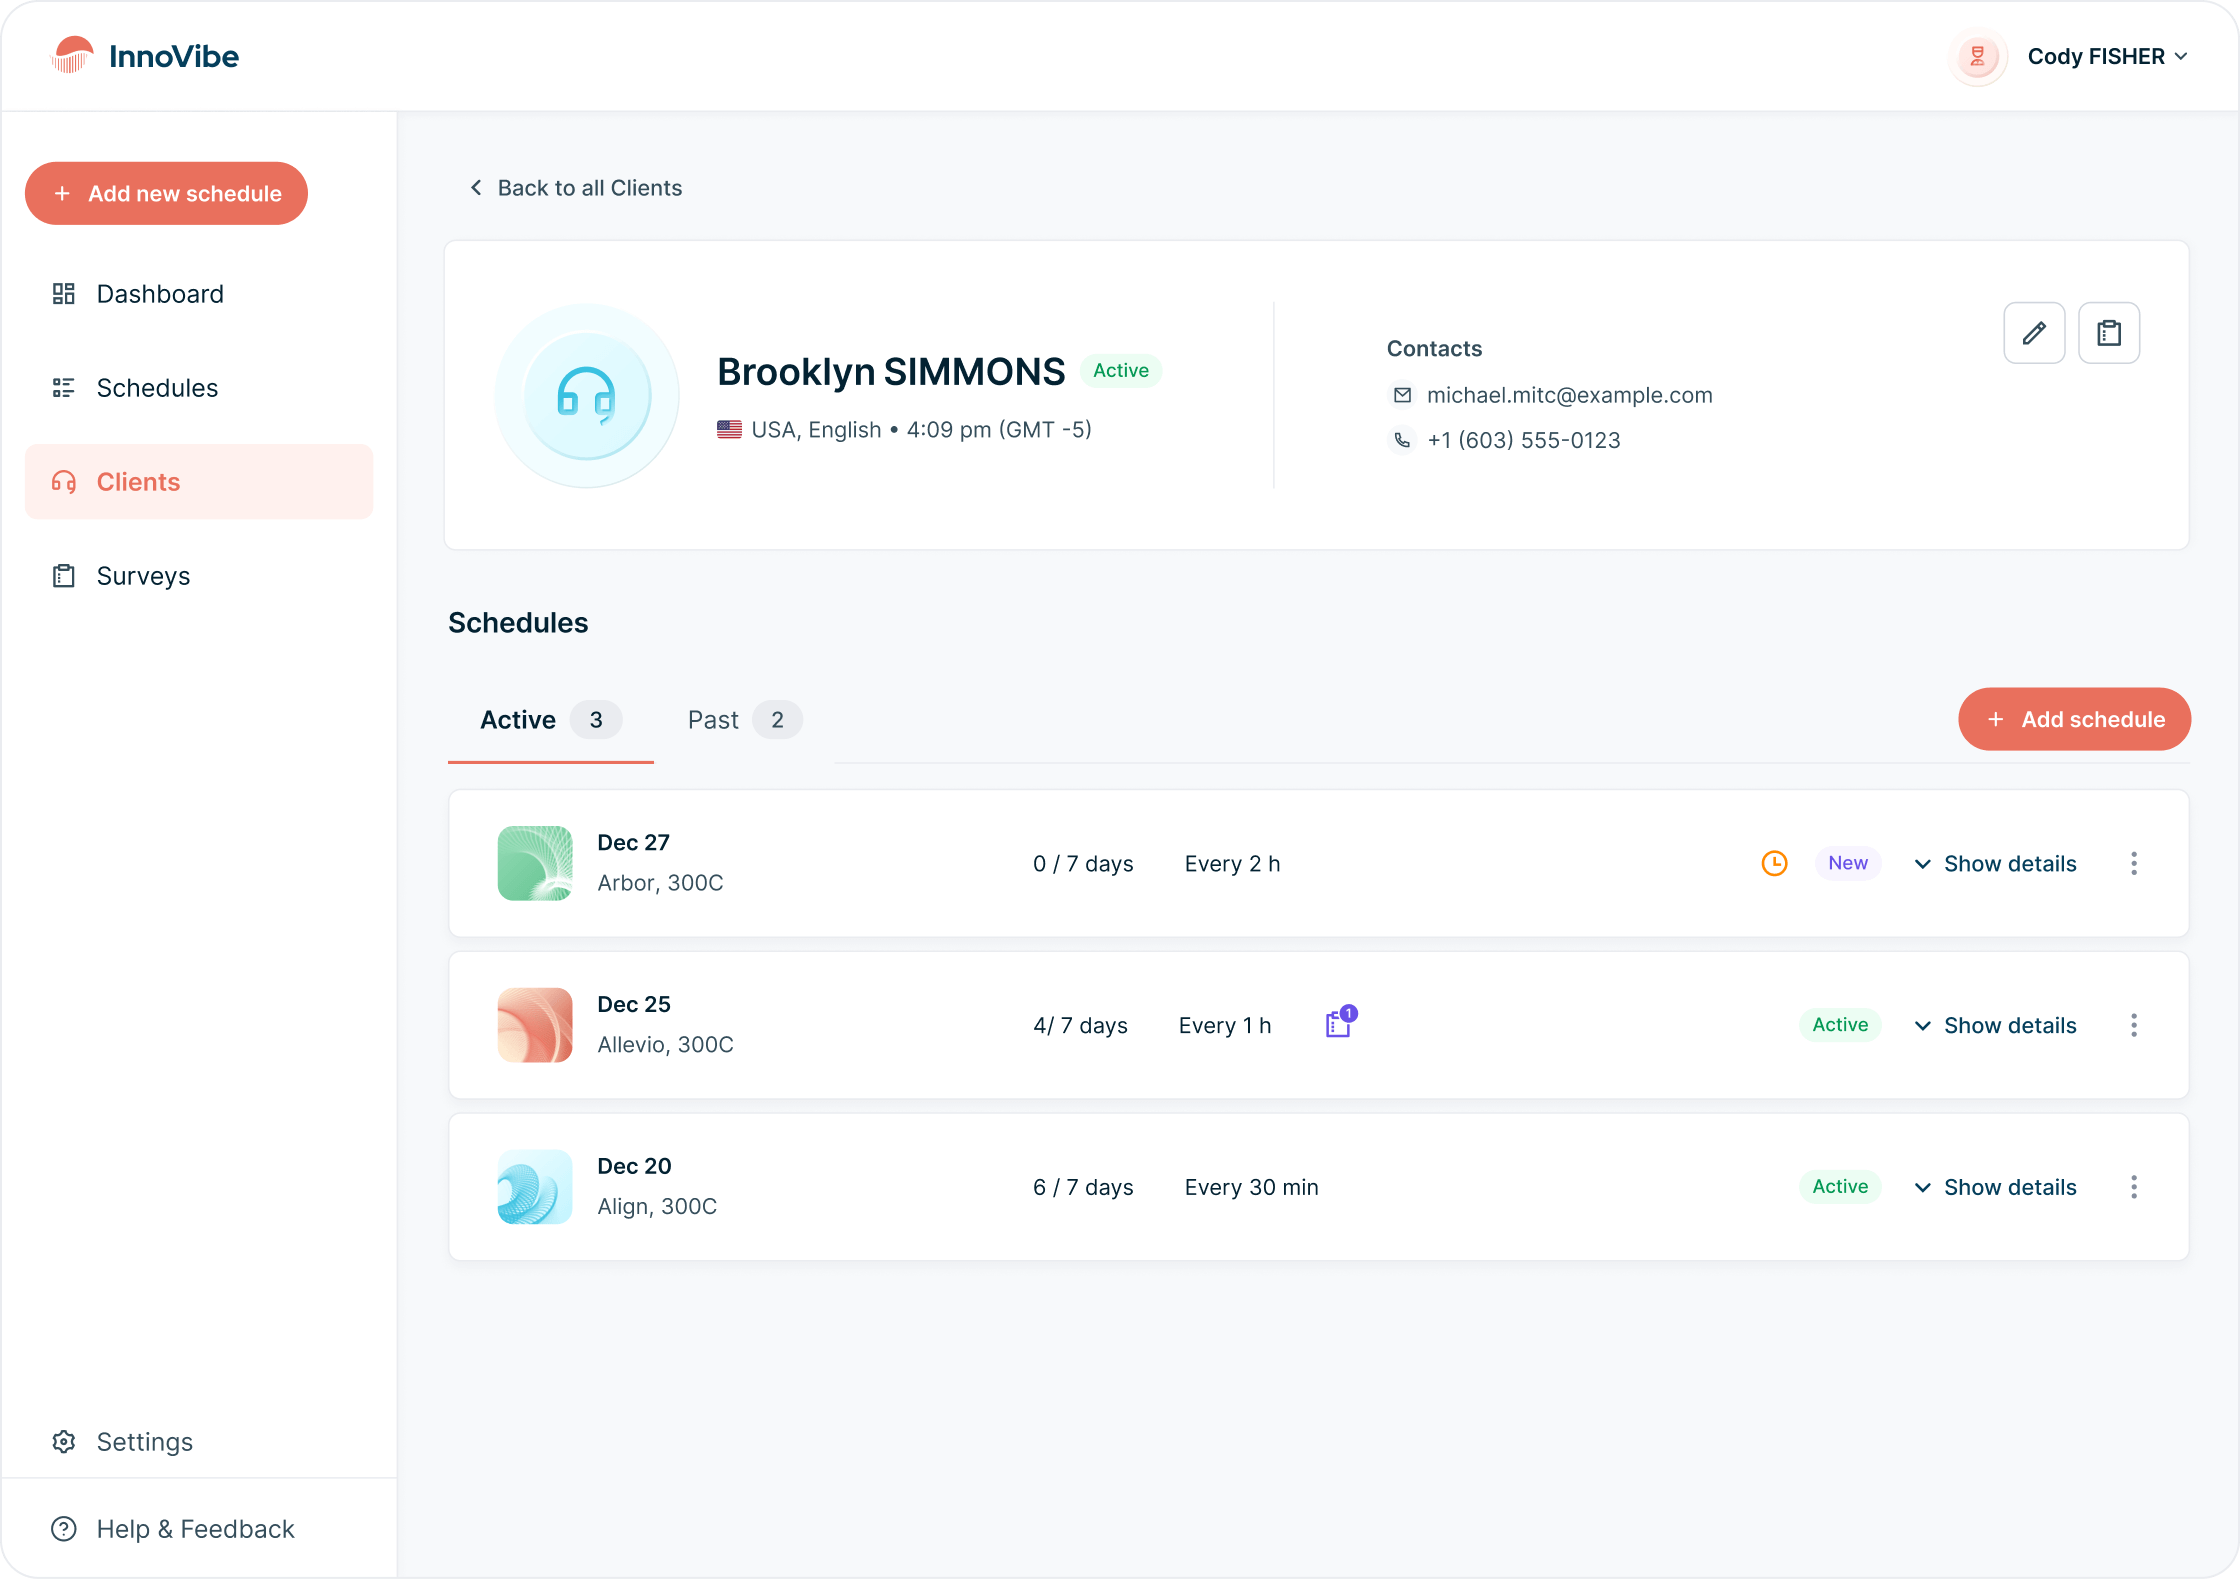 InnoVibe
Cody FISHER
Add new schedule
Dashboard
Schedules
Clients
Surveys
Settings
Help & Feedback
Back to all Clients
Brooklyn SIMMONS Active
USA, English • 4:09 pm (GMT -5)
Contacts
michael.mitc@example.com
+1 (603) 555-0123
Schedules
Active 3 Past 2
Add schedule
Dec 27
Arbor, 300C
0 / 7 days Every 2 h New Show details
Dec 25
Allevio, 300C
4/ 7 days Every 1 h 1 Active Show details
Dec 20
Align, 300C
6 / 7 days Every 30 min Active Show details